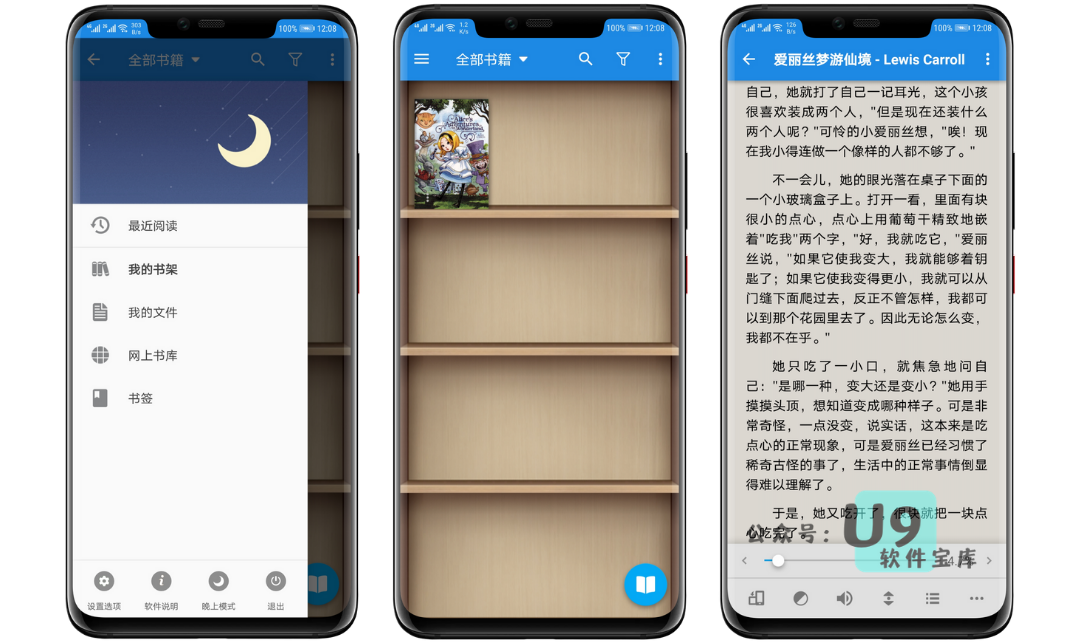 303
B/s
100%
12:08
全部书籍
最近阅读
我的书架
我的文件
网上书库
书签
设置选项
软件说明
晚上模式
退出
1.2
K/s
100%
12:08
全部书籍
Alice's
Adventures
Wonderland
126
B/s
100%
12:08
爱丽丝梦游仙境 - Lewis Carroll
自己，她就打了自己一记耳光，这个小孩
很喜欢装成两个人，"但是现在还装什么
两个人呢？"可怜的小爱丽丝想，"唉！现
在我小得连做一个像样的人都不够了。"
不一会儿，她的眼光落在桌子下面的
一个小玻璃盒子上。打开一看，里面有块
很小的点心，点心上用葡萄干精致地嵌
着"吃我"两个字，"好，我就吃它，"爱丽
丝说，"如果它使我变大，我就能够着钥
匙了；如果它使我变得更小，我就可以从
门缝下面爬过去，反正不管怎样，我都可
以到那个花园里去了。因此无论怎么变，
我都不在乎。"
她只吃了一小口，就焦急地问自
己："是哪一种，变大还是变小？"她用手
摸摸头顶，想知道变成哪种样子。可是非
常奇怪，一点没变，说实话，这本来是吃
点心的正常现象，可是爱丽丝已经习惯了
稀奇古怪的事了，生活中的正常事情倒显
得难以理解了。
于是，她又吃开了，很快就把一块点
心吃完了。
公众号：U9
软件宝库